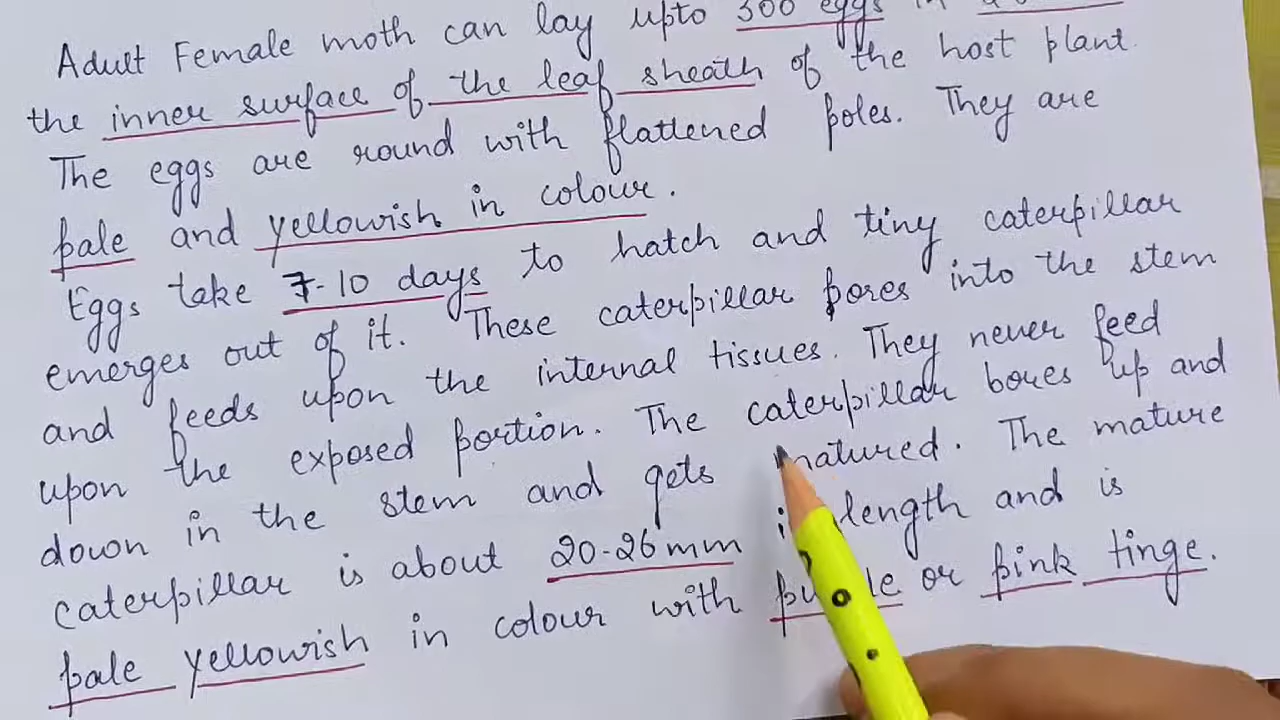 Adult Female moth can lay upto 300 eggs in
the inner surface of the leaf sheath of the host plant.
The eggs are round with flattened poles. They are
pale and yellowish in colour.
Eggs take 7-10 days to hatch and tiny caterpillar
emerges out of it. These caterpillar pores into the stem
and feeds upon the internal tissues. They never feed
upon the exposed portion. The caterpillar bores up and
down in the stem and gets matured. The mature
caterpillar is about 20-26 mm length and is
pale yellowish in colour with or pink tinge.